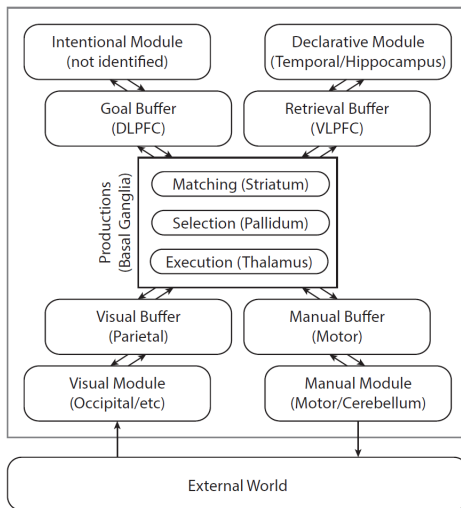 Intentional Module
(not identified)
Declarative Module
(Temporal/Hippocampus)
Goal Buffer
(DLPFC)
Retrieval Buffer
(VLPFC)
Productions
(Basal Ganglia)
Matching (Striatum)
Selection (Pallidum)
Execution (Thalamus)
Visual Buffer
(Parietal)
Manual Buffer
(Motor)
Visual Module
(Occipital/etc)
Manual Module
(Motor/Cerebellum)
External World